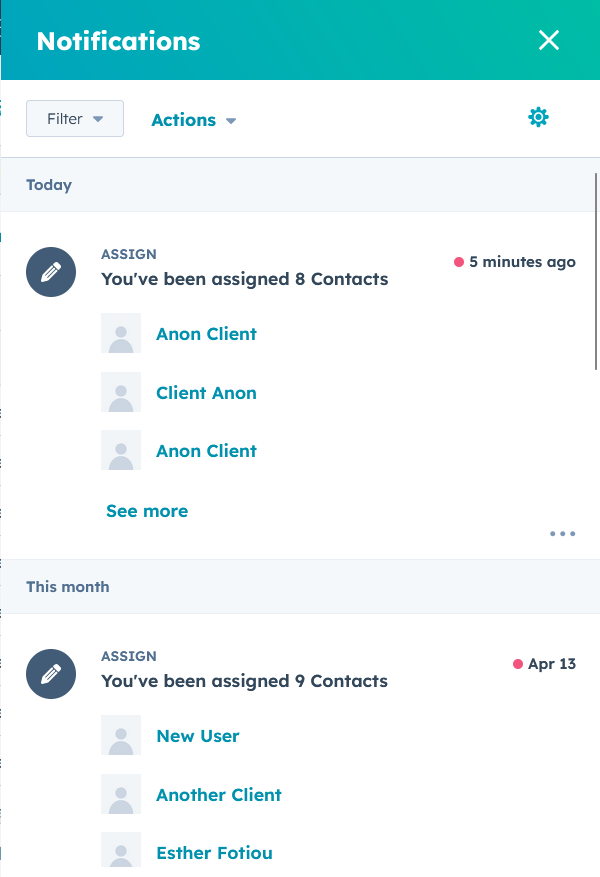 Notifications
Filter
Actions
Today
ASSIGN
You've been assigned 8 Contacts
5 minutes ago
Anon Client
Client Anon
Anon Client
See more
This month
ASSIGN
You've been assigned 9 Contacts
Apr 13
New User
Another Client
Esther Fotiou